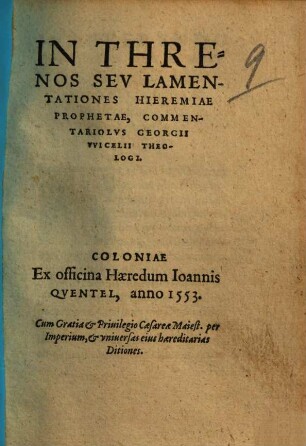 IN THRE-
NOS SEV LAMEN-
TATIONES HIEREMIAE
PROPHETAE, COMMEN-
TARIOLVS GEORGII
VVICELII THEO-
LOGI.
9
COLONIAE
Ex officina Hæredum Ioannis
QVENTEL, anno 1553.
Cum Gratia & Priuilegio Cæsareæ Maiest. per
Imperium, & vniuersas eius hæreditarias
Ditiones.